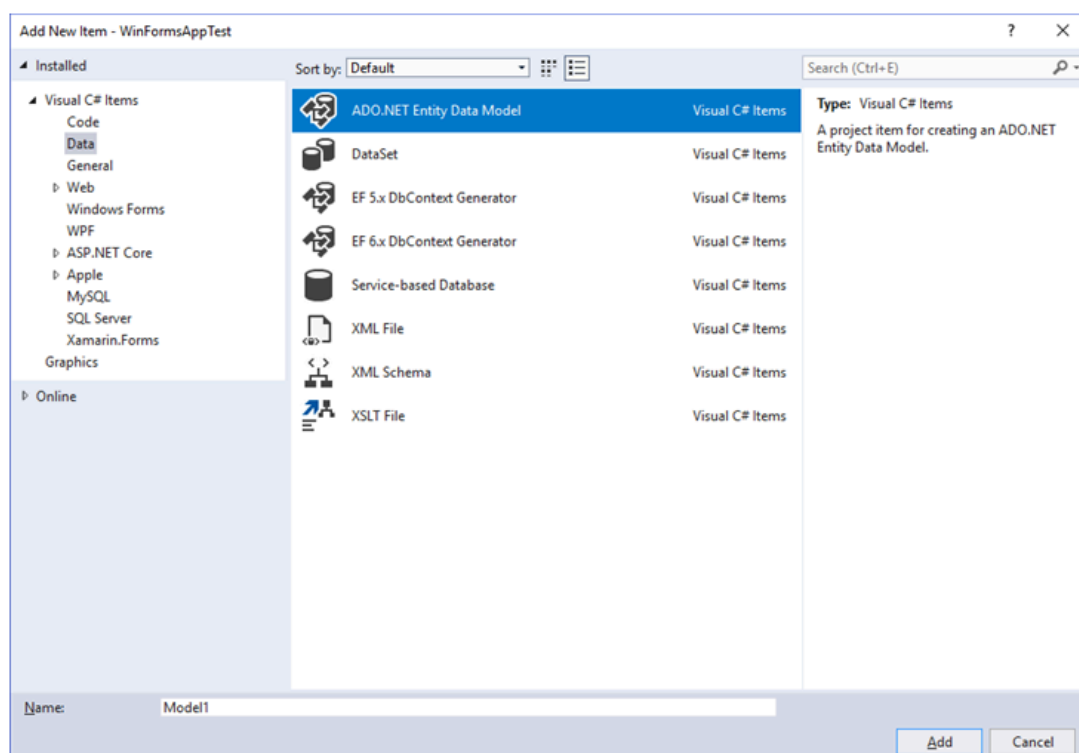 Add New Item - WinFormsAppTest
?
Installed
Sort by: Default
Search (Ctrl+E)
Visual C# Items
Code
Data
General
Web
Windows Forms
WPF
ASP.NET Core
Apple
MySQL
SQL Server
Xamarin.Forms
Graphics
Online
ADO.NET Entity Data Model Visual C# Items
DataSet Visual C# Items
EF 5.x DbContext Generator Visual C# Items
EF 6.x DbContext Generator Visual C# Items
Service-based Database Visual C# Items
XML File Visual C# Items
XML Schema Visual C# Items
XSLT File Visual C# Items
Type: Visual C# Items
A project item for creating an ADO.NET
Entity Data Model.
Name: Model1
Add Cancel